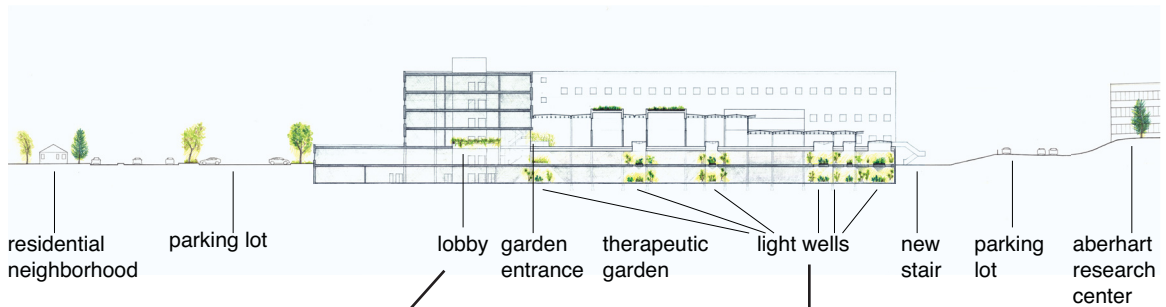 residential
neighborhood
parking lot
lobby
garden
entrance
therapeutic
garden
light wells
new
stair
parking
lot
aberhart
research
center